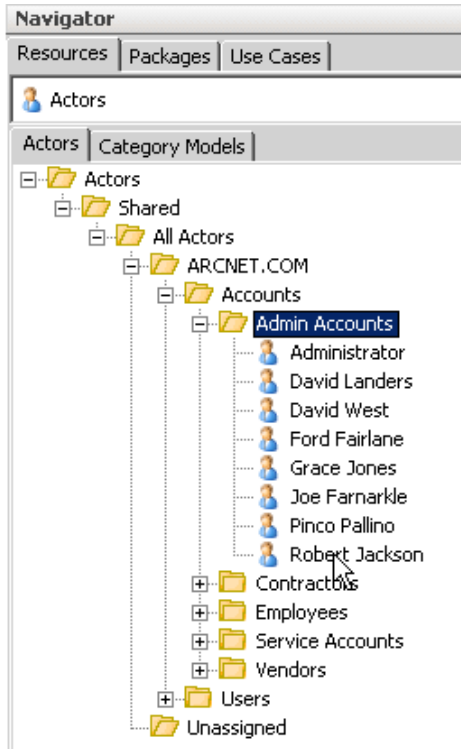 Navigator
Resources Packages Use Cases
Actors
Actors Category Models
Actors
Shared
All Actors
ARCNET.COM
Accounts
Admin Accounts
Administrator
David Landers
David West
Ford Fairlane
Grace Jones
Joe Farnarkle
Pinco Pallino
Robert Jackson
Contractors
Employees
Service Accounts
Vendors
Users
Unassigned